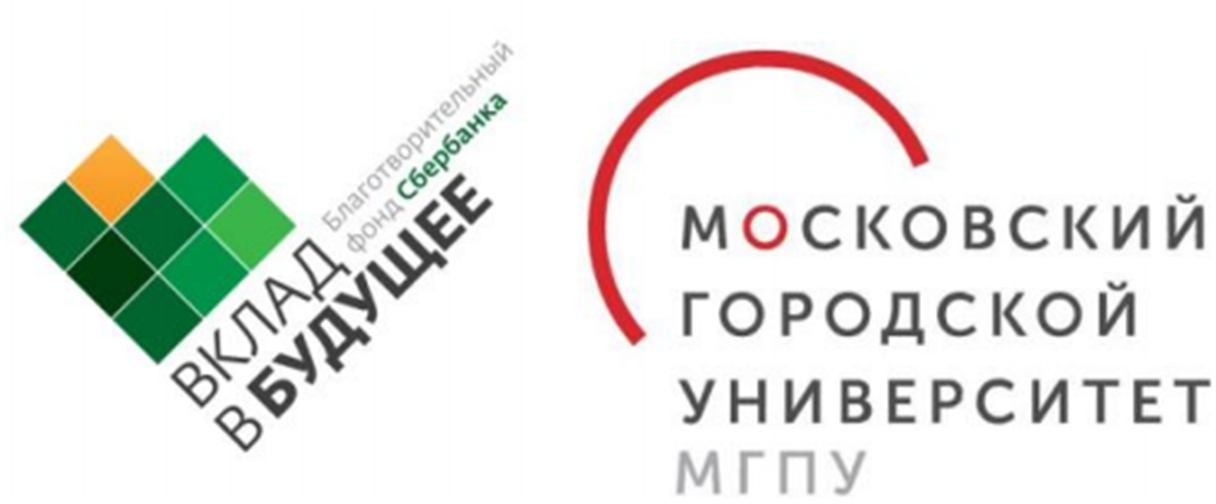 Благотворительный
фонд Сбербанка
ВКЛАД
В БУДУЩЕЕ
МОСКОВСКИЙ
ГОРОДСКОЙ
УНИВЕРСИТЕТ
МГПУ